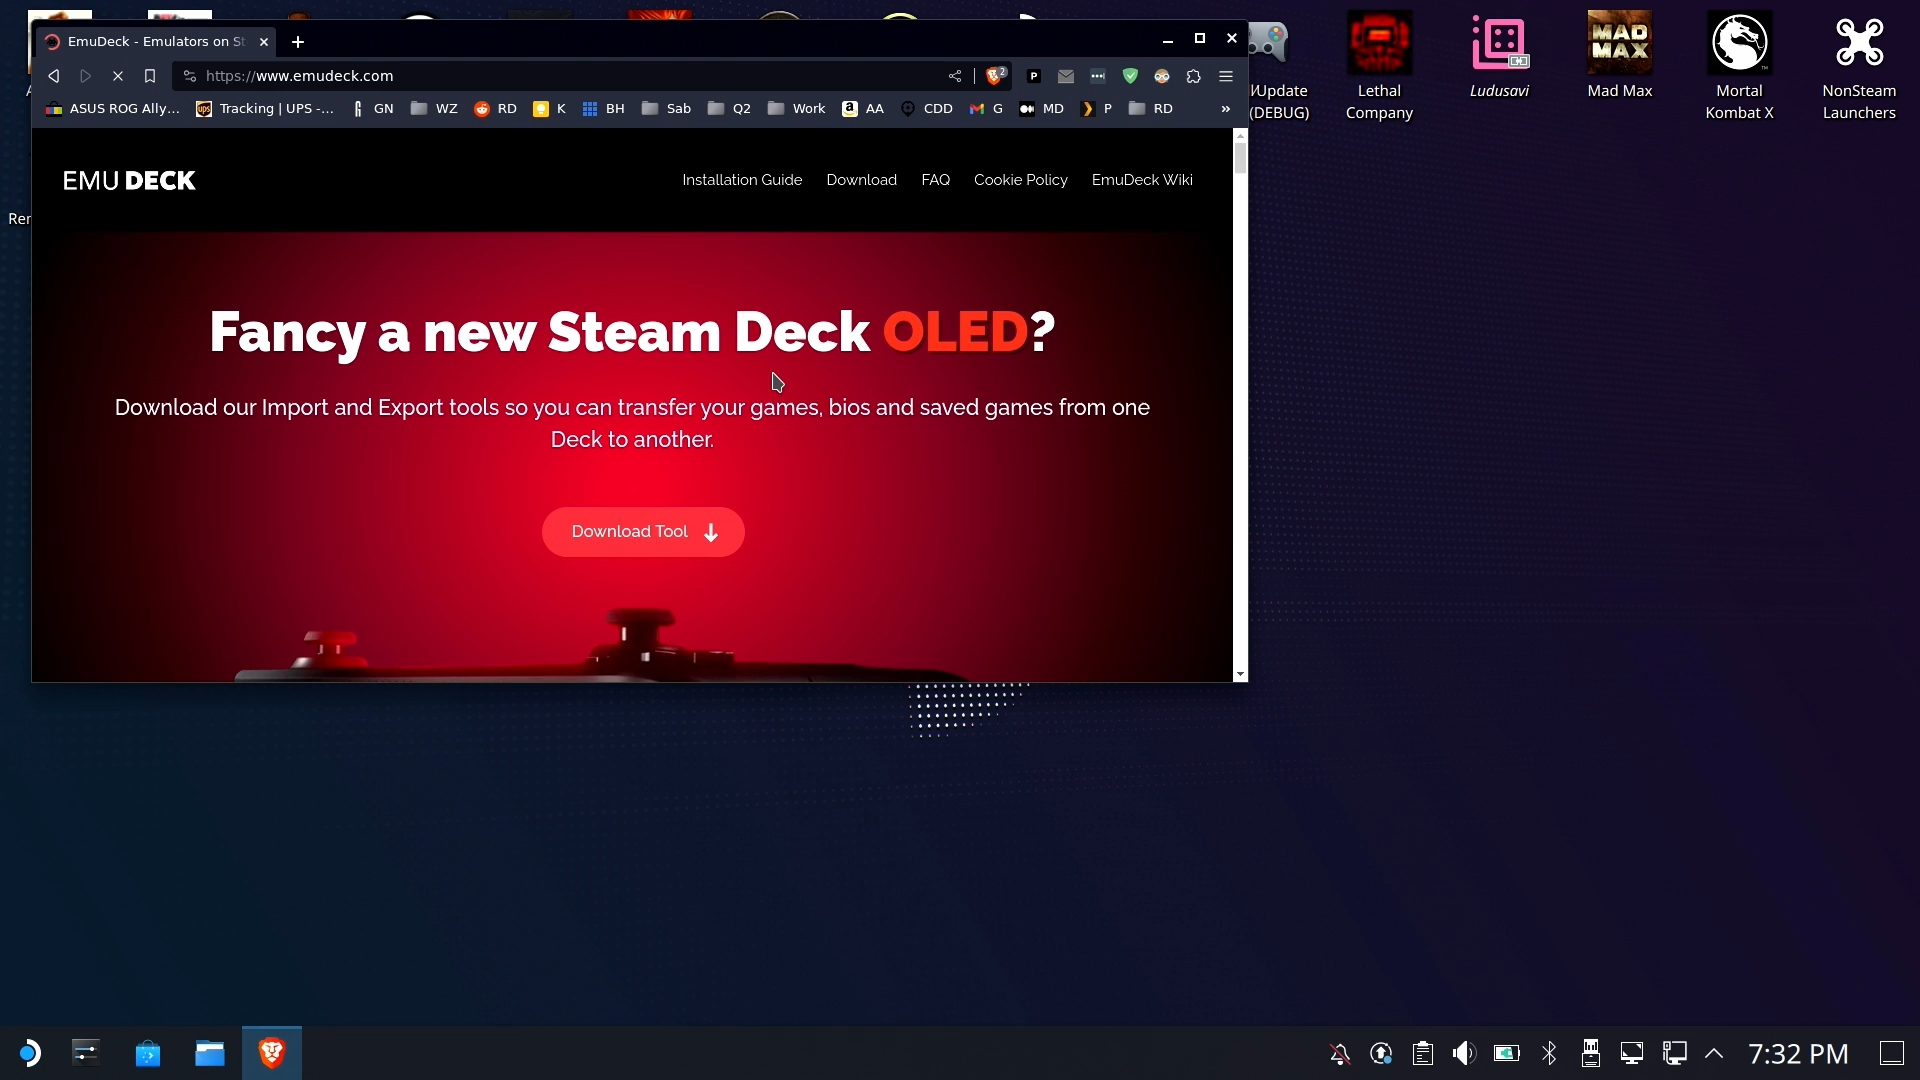 EmuDeck - Emulators on St
https://www.emudeck.com
2
P
ASUS ROG Ally...
UPS
Tracking | UPS -...
GN
WZ
RD
K
BH
Sab
Q2
Work
AA
CDD
G
MD
P
RD
»
EMU DECK
Installation Guide
Download
FAQ
Cookie Policy
EmuDeck Wiki
Fancy a new Steam Deck OLED?
Download our Import and Export tools so you can transfer your games, bios and saved games from one
Deck to another.
Download Tool
Update
(DEBUG)
Lethal
Company
Ludusavi
MAD
MAX
Mad Max
Mortal
Kombat X
NonSteam
Launchers
Rer
7:32 PM